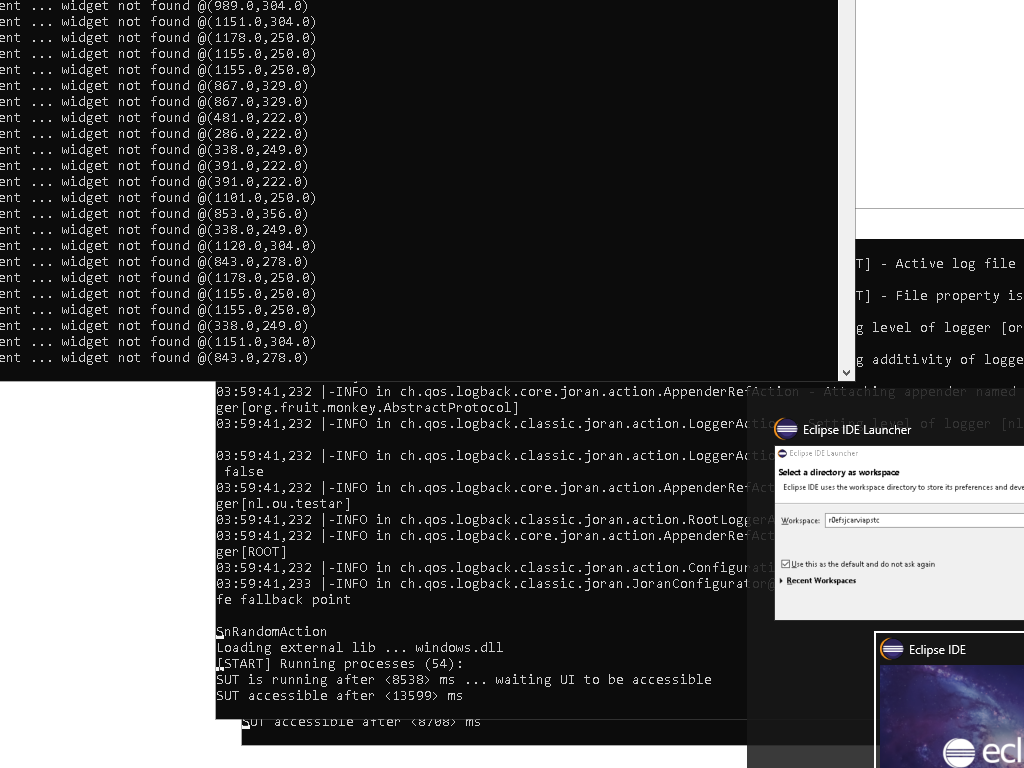 ent ... widget not found @(989.0,304.0)
ent ... widget not found @(1151.0,304.0)
ent ... widget not found @(1178.0,250.0)
ent ... widget not found @(1155.0,250.0)
ent ... widget not found @(1155.0,250.0)
ent ... widget not found @(867.0,329.0)
ent ... widget not found @(867.0,329.0)
ent ... widget not found @(481.0,222.0)
ent ... widget not found @(286.0,222.0)
ent ... widget not found @(338.0,249.0)
ent ... widget not found @(391.0,222.0)
ent ... widget not found @(391.0,222.0)
ent ... widget not found @(1101.0,250.0)
ent ... widget not found @(853.0,356.0)
ent ... widget not found @(338.0,249.0)
ent ... widget not found @(1120.0,304.0)
ent ... widget not found @(843.0,278.0)
ent ... widget not found @(1178.0,250.0)
ent ... widget not found @(1155.0,250.0)
ent ... widget not found @(1155.0,250.0)
ent ... widget not found @(338.0,249.0)
ent ... widget not found @(1151.0,304.0)
ent ... widget not found @(843.0,278.0)
T] - Active log file
T] - File property is
g level of logger [or
g additivity of logge
03:59:41,232 |-INFO in ch.qos.logback.core.joran.action.AppenderRefAction - Attaching appender named
ger[org.fruit.monkey.AbstractProtocol]
03:59:41,232 |-INFO in ch.qos.logback.classic.joran.action.LoggerAction - Setting level of logger [nl
03:59:41,232 |-INFO in ch.qos.logback.classic.joran.action.LoggerAc
false
03:59:41,232 |-INFO in ch.qos.logback.core.joran.action.AppenderRefAct
ger[nl.ou.testar]
03:59:41,232 |-INFO in ch.qos.logback.classic.joran.action.RootLoggerA
03:59:41,232 |-INFO in ch.qos.logback.core.joran.action.AppenderRefAct
ger[ROOT]
03:59:41,232 |-INFO in ch.qos.logback.classic.joran.action.Configurati
03:59:41,233 |-INFO in ch.qos.logback.classic.joran.JoranConfigurator@
fe fallback point
SnRandomAction
Loading external lib ... windows.dll
[START] Running processes (54):
SUT is running after <8538> ms ... waiting UI to be accessible
SUT accessible after <13599> ms
SUT accessible after <8708> ms
Eclipse IDE Launcher
Eclipse IDE Launcher
Select a directory as workspace
Eclipse IDE uses the workspace directory to store its preferences and deve
Workspace: r0efsjcarviapstc
Use this as the default and do not ask again
Recent Workspaces
Eclipse IDE
ecl